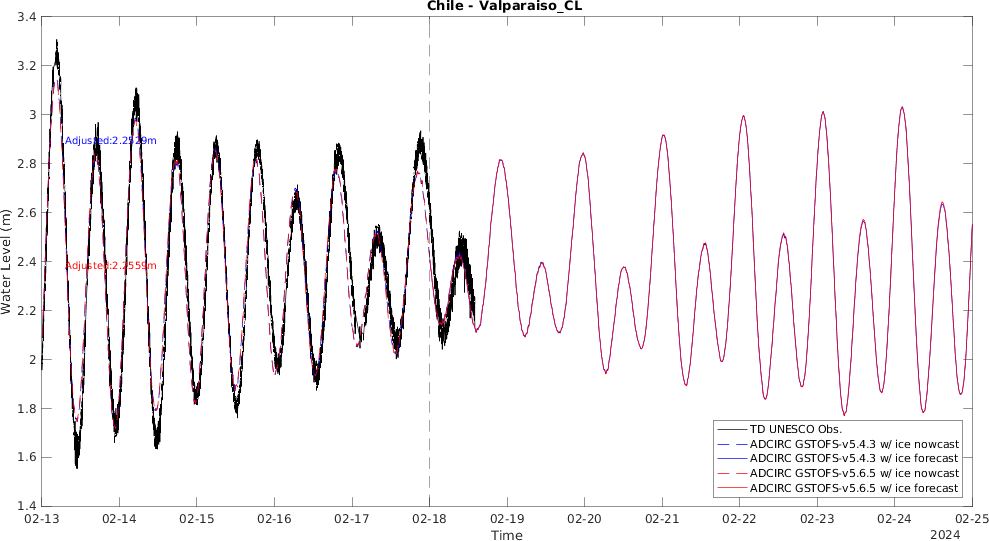 Chile - Valparaiso_CL
3.4
3.2
3
2.8
2.6
2.4
2.2
2
1.8
1.6
1.4
Water Level (m)
Adjusted:2.2529m
Adjusted:2.2559m
TD UNESCO Obs.
ADCIRC GSTOFS-v5.4.3 w/ ice nowcast
ADCIRC GSTOFS-v5.4.3 w/ ice forecast
ADCIRC GSTOFS-v5.6.5 w/ ice nowcast
ADCIRC GSTOFS-v5.6.5 w/ ice forecast
02-13 02-14 02-15 02-16 02-17 02-18 02-19 02-20 02-21 02-22 02-23 02-24 02-25
Time
2024